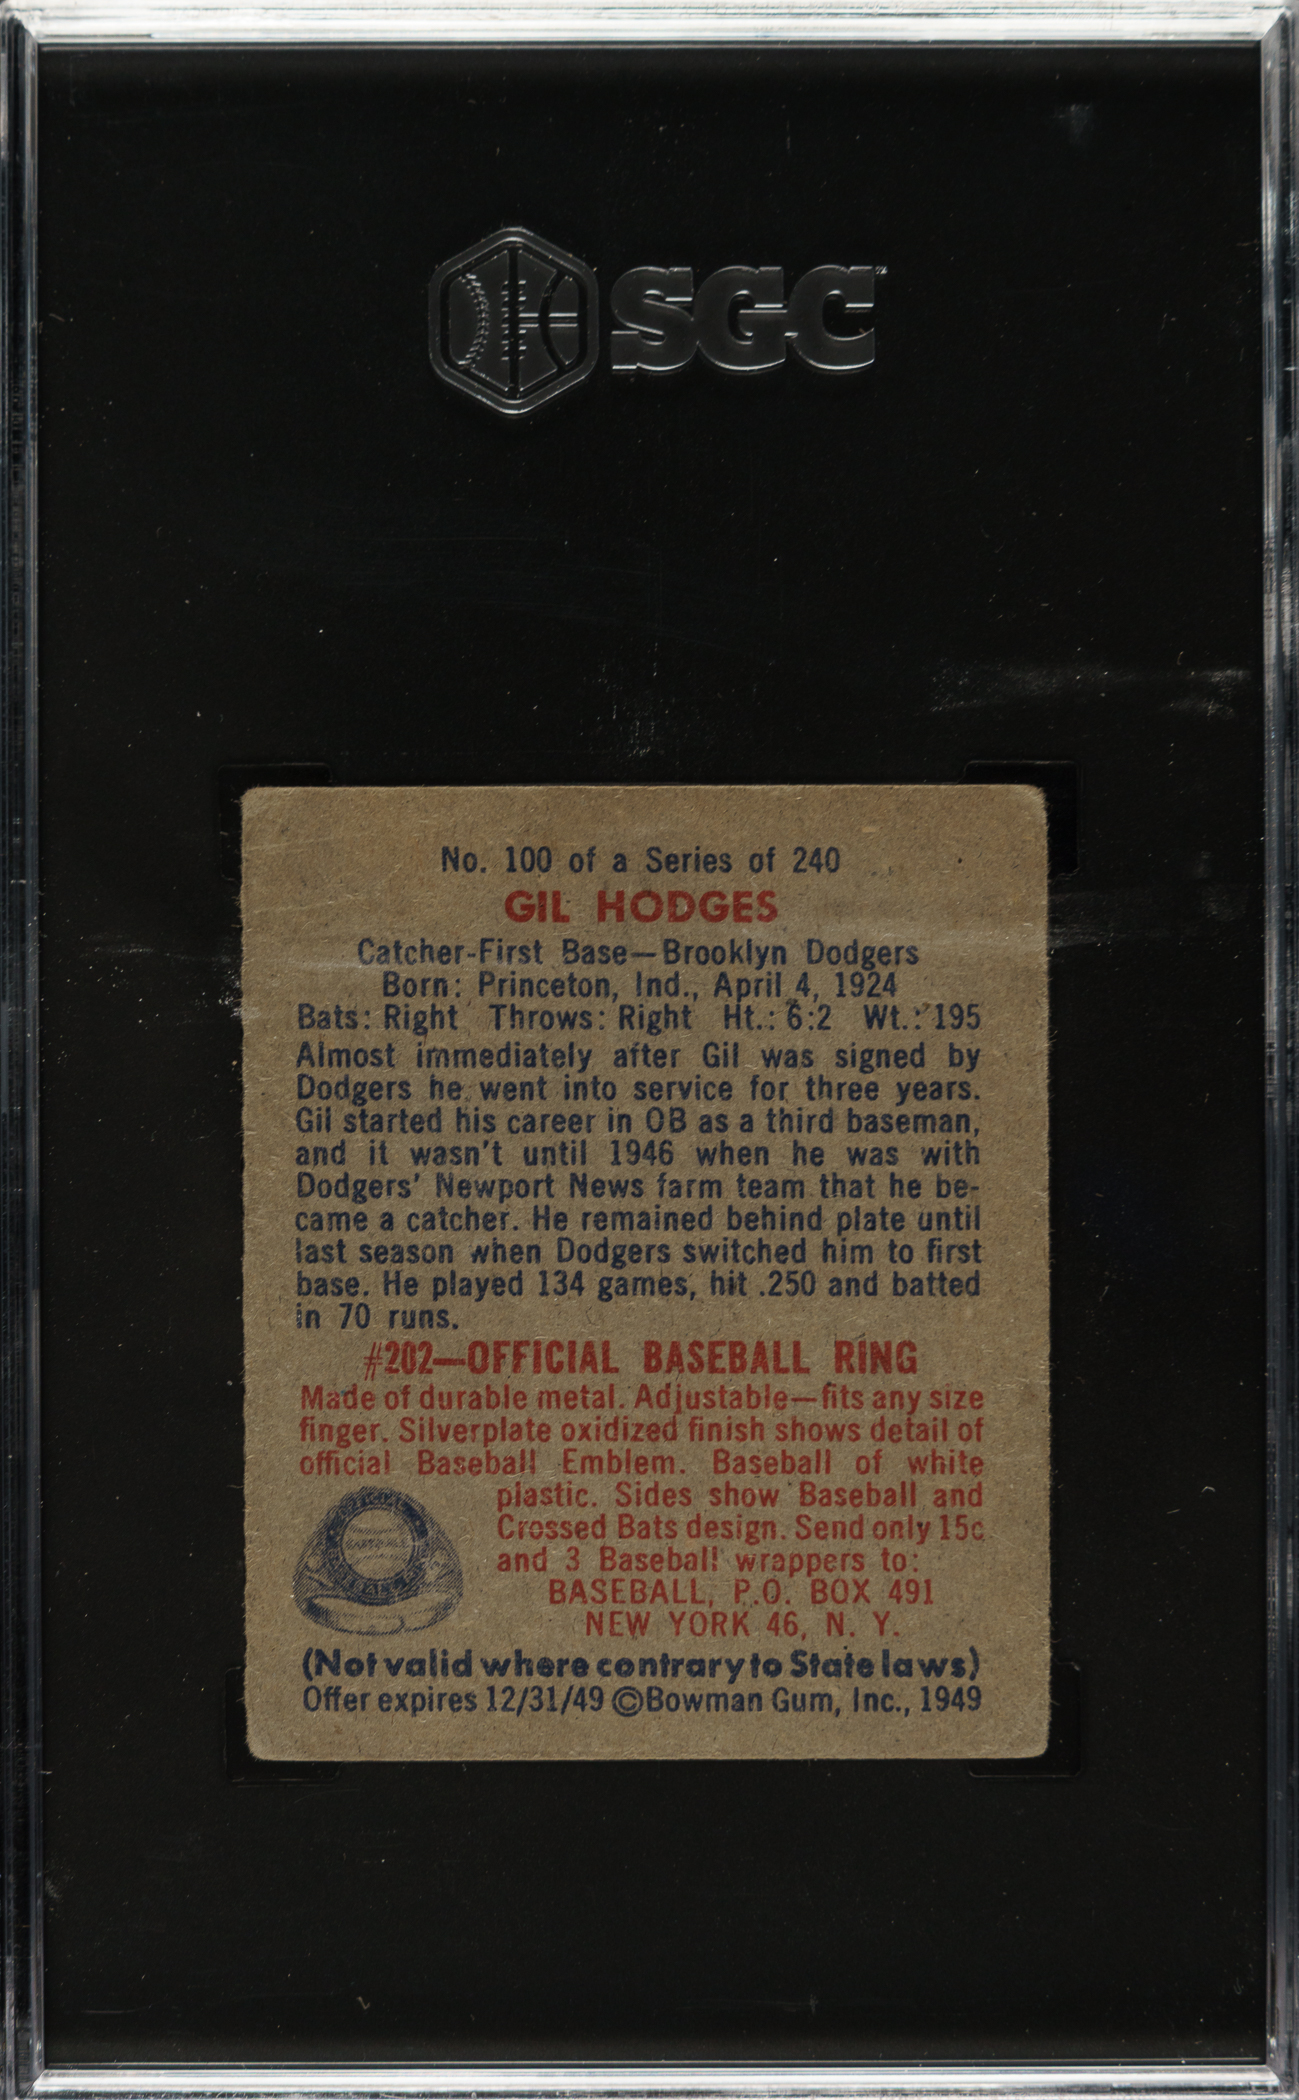 SGC
No. 100 of a Series of 240
GIL HODGES
Catcher-First Base—Brooklyn Dodgers
Born: Princeton, Ind., April 4, 1924
Bats: Right Throws: Right Ht.: 6:2 Wt.: 195
Almost immediately after Gil was signed by
Dodgers he went into service for three years.
Gil started his career in OB as a third baseman,
and it wasn't until 1946 when he was with
Dodgers' Newport News farm team that he be-
came a catcher. He remained behind plate until
last season when Dodgers switched him to first
base. He played 134 games, hit .250 and batted
in 70 runs.
#202—OFFICIAL BASEBALL RING
Made of durable metal. Adjustable—fits any size
finger. Silverplate oxidized finish shows detail of
official Baseball Emblem. Baseball of white
plastic. Sides show Baseball and
Crossed Bats design. Send only 15c
and 3 Baseball wrappers to:
BASEBALL, P.O. BOX 491
NEW YORK 46, N. Y.
(Not valid where contrary to State laws)
Offer expires 12/31/49 ©Bowman Gum, Inc., 1949